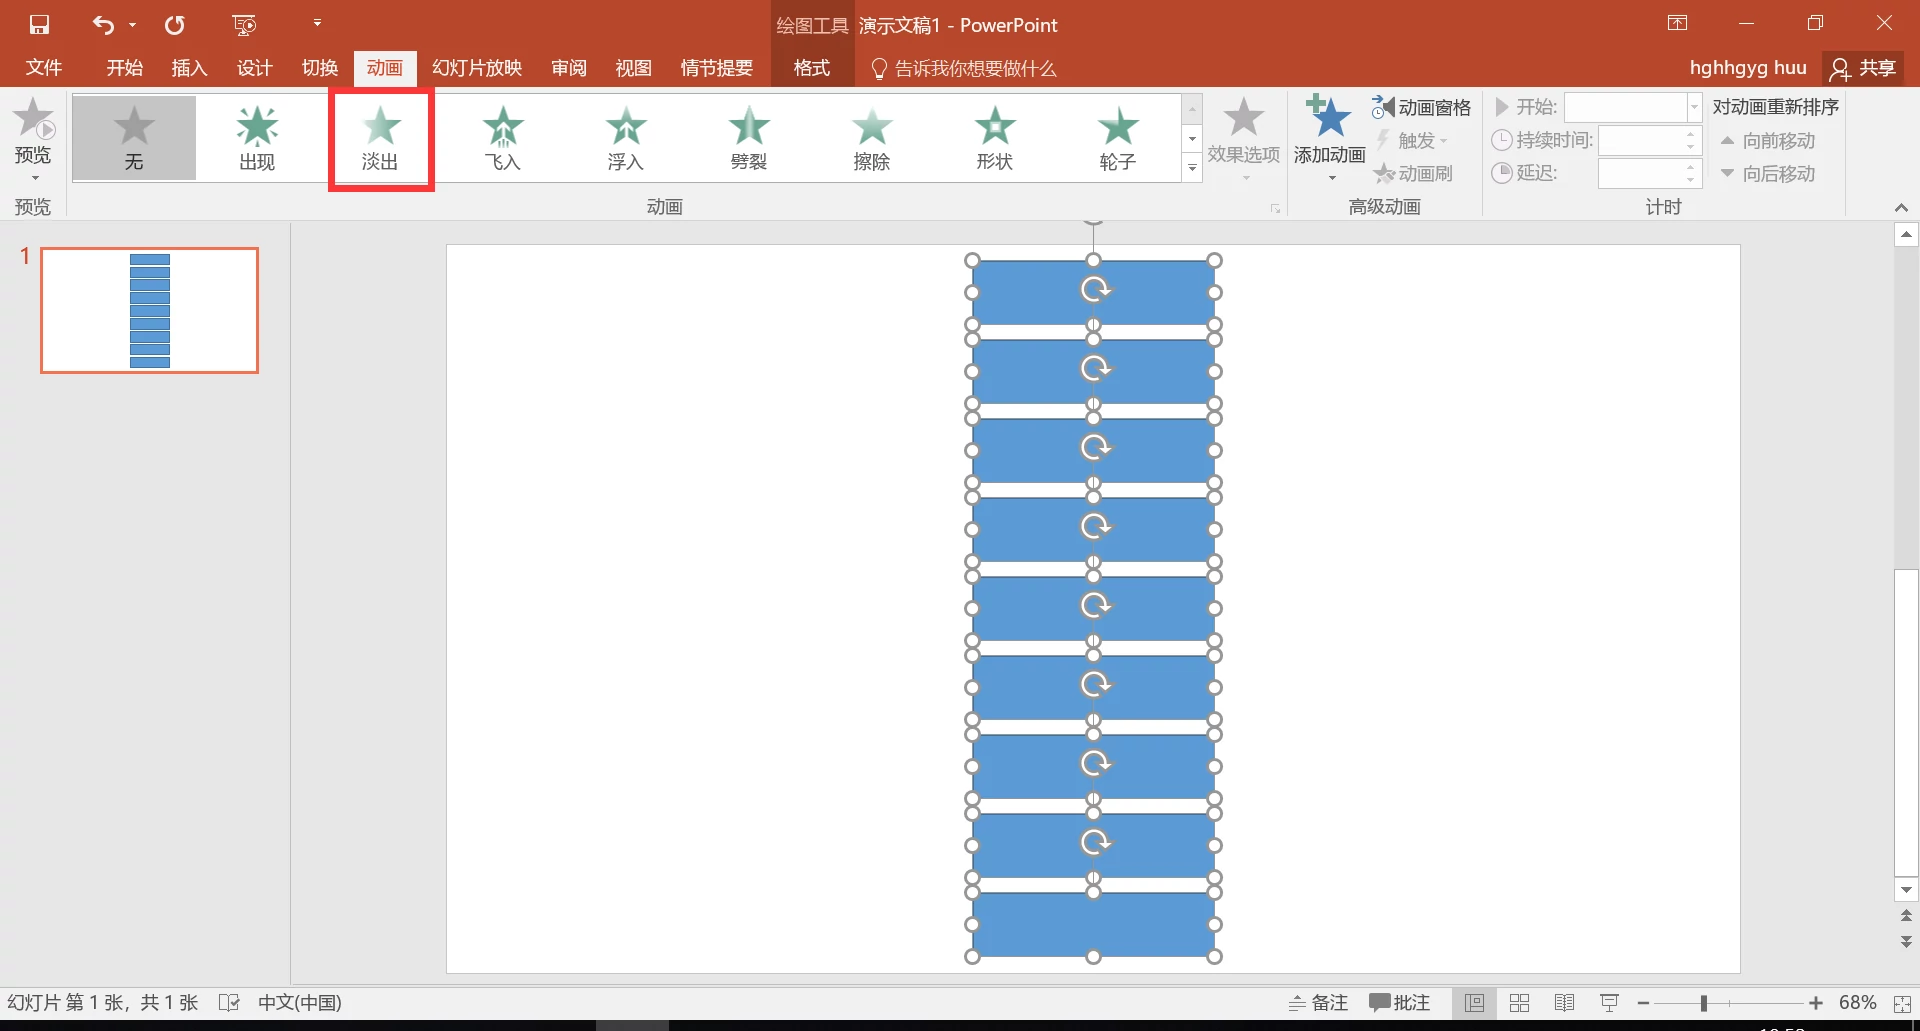 绘图工具 演示文稿1 - PowerPoint
文件 开始 插入 设计 切换 动画 幻灯片放映 审阅 视图 情节提要 格式 告诉我你想要做什么 hghhgyg huu 共享
预览 无 出现 淡出 飞入 浮入 劈裂 擦除 形状 轮子 效果选项 添加动画
动画窗格 开始: 对动画重新排序
触发 持续时间: 向前移动
动画刷 延迟: 向后移动
预览 动画 高级动画 计时
1
幻灯片 第 1 张，共 1 张 中文(中国) 备注 批注 68%